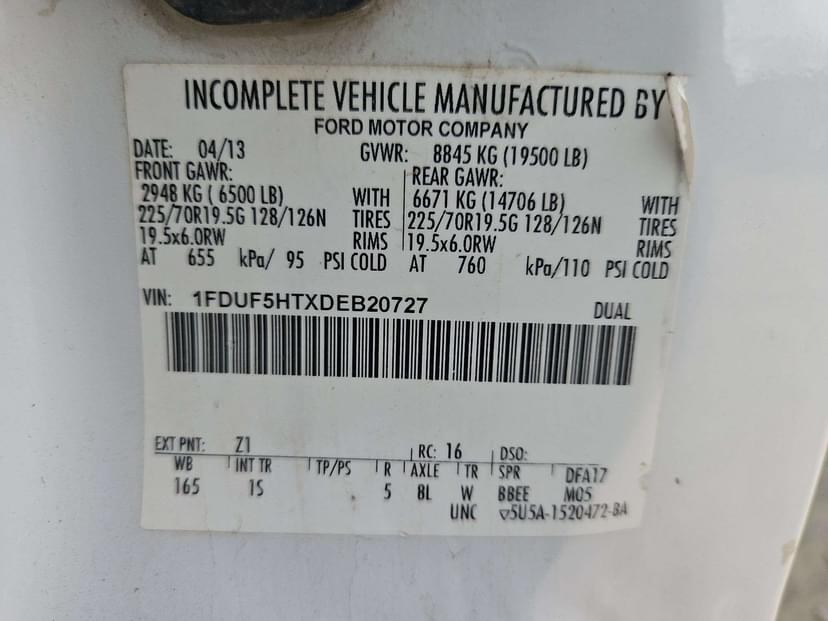 INCOMPLETE VEHICLE MANUFACTURED BY
FORD MOTOR COMPANY
DATE: 04/13 GVWR: 8845 KG (19500 LB)
FRONT GAWR: REAR GAWR:
2948 KG ( 6500 LB) WITH 6671 KG (14706 LB) WITH
225/70R19.5G 128/126N TIRES 225/70R19.5G 128/126N TIRES
19.5x6.0RW RIMS 19.5x6.0RW RIMS
AT 655 kPa/ 95 PSI COLD AT 760 kPa/110 PSI COLD
VIN: 1FDUF5HTXDEB20727 DUAL
EXT PNT: Z1 RC: 16 DSO:
WB INT TR TP/PS R AXLE TR SPR DFA17
165 1S 5 8L W BBEE M05
UNC ▽5U5A-1520472-BA